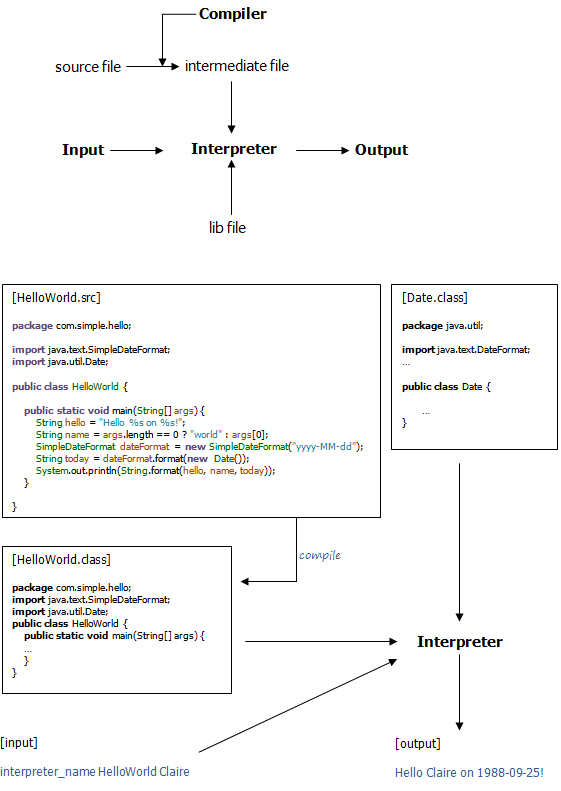 Compiler
source file
intermediate file
Input
Interpreter
Output
lib file
[HelloWorld.src]
package com.simple.hello;
import java.text.SimpleDateFormat;
import java.util.Date;
public class HelloWorld {
public static void main(String[] args) {
String hello = "Hello %s on %s!";
String name = args.length == 0 ? "world" : args[0];
SimpleDateFormat dateFormat = new SimpleDateFormat("yyyy-MM-dd");
String today = dateFormat.format(new Date());
System.out.println(String.format(hello, name, today));
}
}
[Date.class]
package java.util;
import java.text.DateFormat;
...
public class Date {
...
}
compile
[HelloWorld.class]
package com.simple.hello;
import java.text.SimpleDateFormat;
import java.util.Date;
public class HelloWorld {
public static void main(String[] args) {
...
}
}
Interpreter
[input]
interpreter_name HelloWorld Claire
[output]
Hello Claire on 1988-09-25!